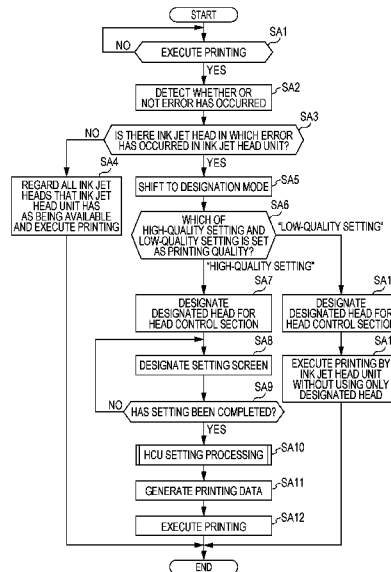 START
SA1
NO
EXECUTE PRINTING
YES
SA2
DETECT WHETHER OR
NOT ERROR HAS OCCURRED
SA3
NO
IS THERE INK JET HEAD IN WHICH ERROR
HAS OCCURRED IN INK JET HEAD UNIT?
SA4
YES
REGARD ALL INK JET
HEADS THAT INK JET
HEAD UNIT HAS
AS BEING AVAILABLE
AND EXECUTE PRINTING
SA5
SHIFT TO DESIGNATION MODE
SA6
WHICH OF
HIGH-QUALITY SETTING AND
LOW-QUALITY SETTING IS SET
AS PRINTING QUALITY?
"LOW-QUALITY SETTING"
"HIGH-QUALITY SETTING"
SA7
SA1
DESIGNATE
DESIGNATED HEAD FOR
HEAD CONTROL SECTION
DESIGNATE
DESIGNATED HEAD FOR
HEAD CONTROL SECTION
SA8
DESIGNATE SETTING SCREEN
SA1
EXECUTE PRINTING BY
INK JET HEAD UNIT
WITHOUT USING ONLY
DESIGNATED HEAD
SA9
NO
HAS SETTING BEEN COMPLETED?
YES
SA10
HCU SETTING PROCESSING
SA11
GENERATE PRINTING DATA
SA12
EXECUTE PRINTING
END